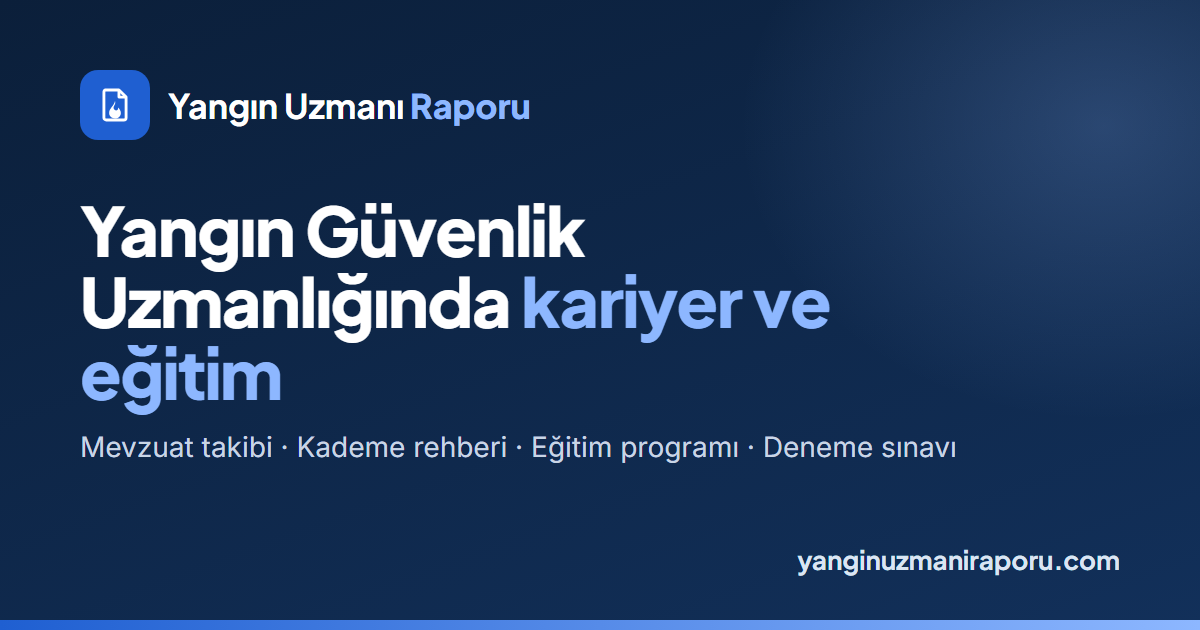 Yangın Uzmanı Raporu
Yangın Güvenlik
Uzmanlığında kariyer ve
eğitim
Mevzuat takibi · Kademe rehberi · Eğitim programı · Deneme sınavı
yanginuzmaniraporu.com